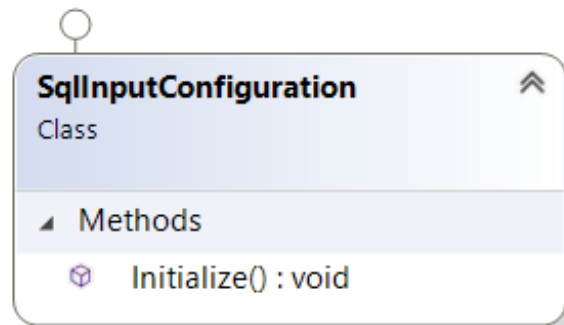 SqlInputConfiguration
Class
Methods
Initialize() : void